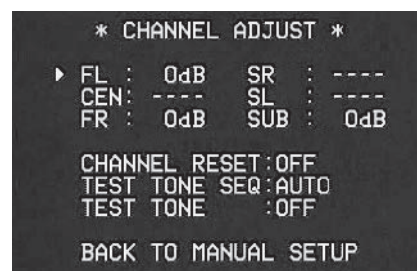 * CHANNEL ADJUST *
FL : 0dB SR : ----
CEN: ---- SL : ----
FR : 0dB SUB : 0dB
CHANNEL RESET:OFF
TEST TONE SEQ:AUTO
TEST TONE :OFF
BACK TO MANUAL SETUP